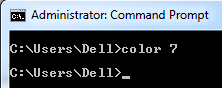 Administrator: Command Prompt
C:\Users\Dell>color 7
C:\Users\Dell>_